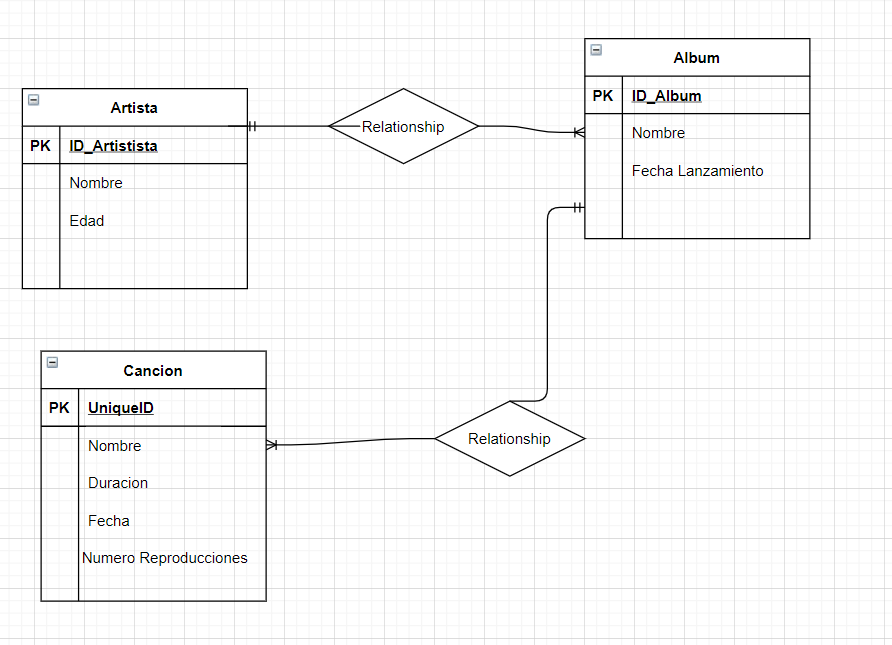 Artista
PK ID_Artistista
Nombre
Edad
Relationship
Album
PK ID_Album
Nombre
Fecha Lanzamiento
Cancion
PK UniqueID
Nombre
Duracion
Fecha
Numero Reproducciones
Relationship